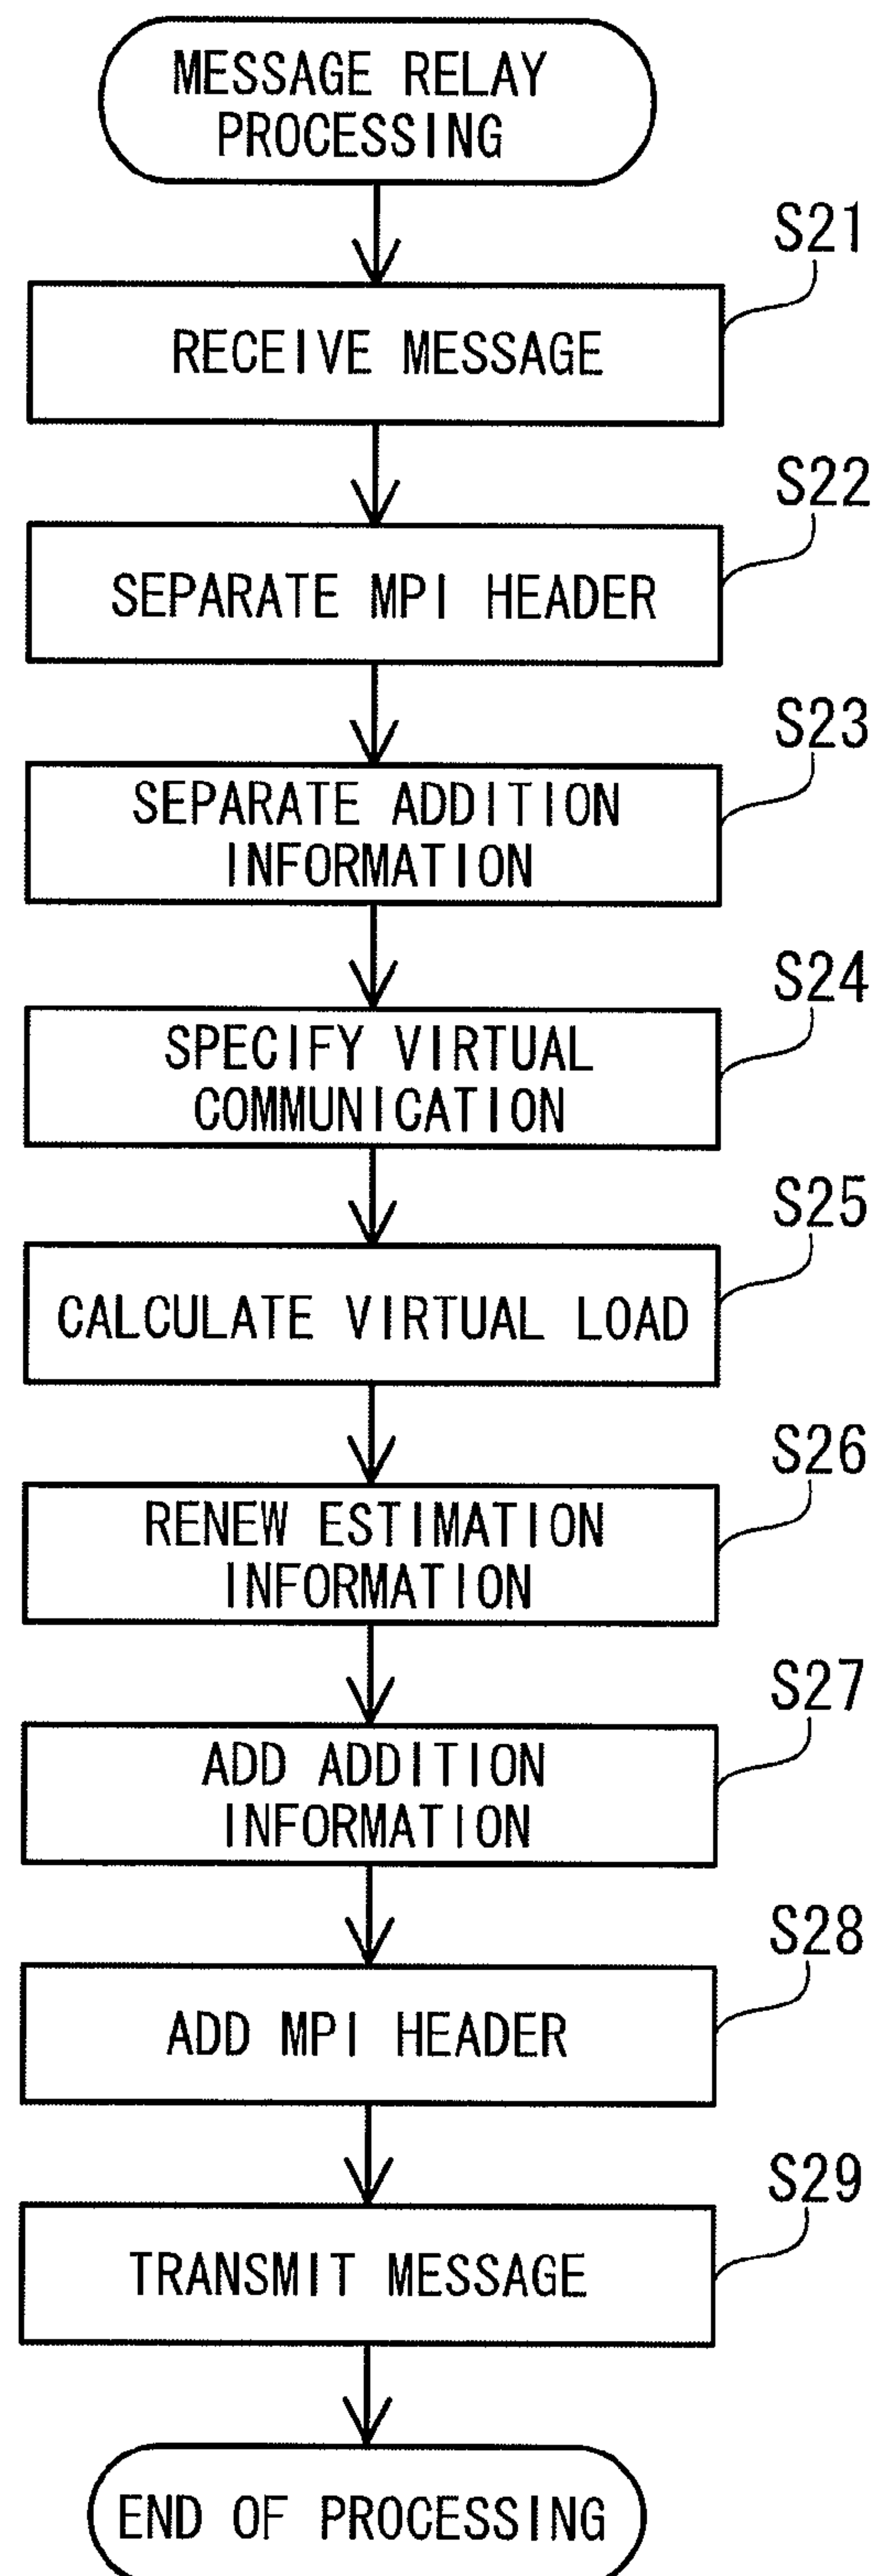 MESSAGE RELAY
PROCESSING
S21
RECEIVE MESSAGE
S22
SEPARATE MPI HEADER
S23
SEPARATE ADDITION
INFORMATION
S24
SPECIFY VIRTUAL
COMMUNICATION
S25
CALCULATE VIRTUAL LOAD
S26
RENEW ESTIMATION
INFORMATION
S27
ADD ADDITION
INFORMATION
S28
ADD MPI HEADER
S29
TRANSMIT MESSAGE
END OF PROCESSING